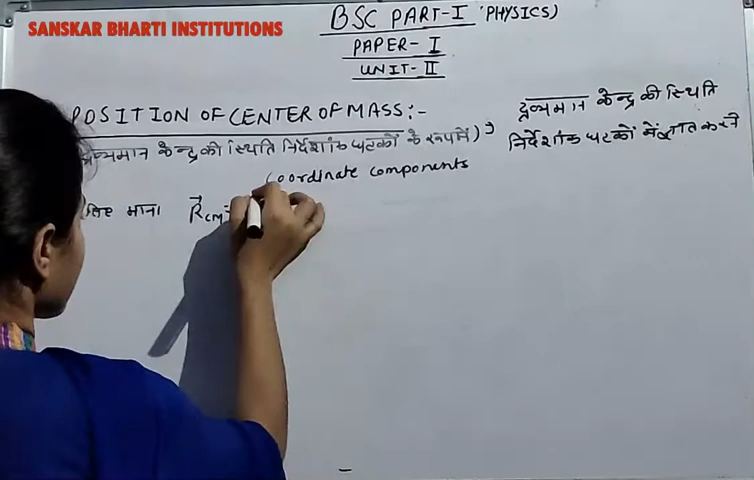 SANSKAR BHARTI INSTITUTIONS
BSC PART-I (PHYSICS)
PAPER-I
UNIT-II
POSITION OF CENTER OF MASS:-
द्रव्यमान केन्द्र की स्थिति निर्देशांक घटकों के रूप में)
coordinate components
द्रव्यमान केन्द्र की स्थिति
निर्देशांक घटकों में ज्ञात करने
लिए माना R⃗cm=